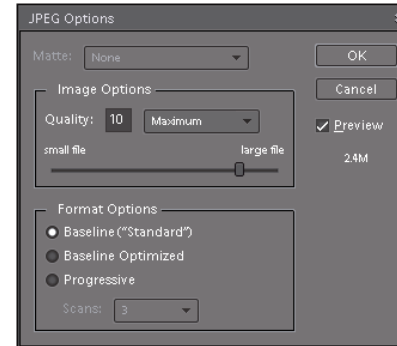 JPEG Options
Matte: None
OK
Image Options
Cancel
Quality: 10 Maximum
Preview
small file large file
2.4M
Format Options
Baseline ("Standard")
Baseline Optimized
Progressive
Scans: 3